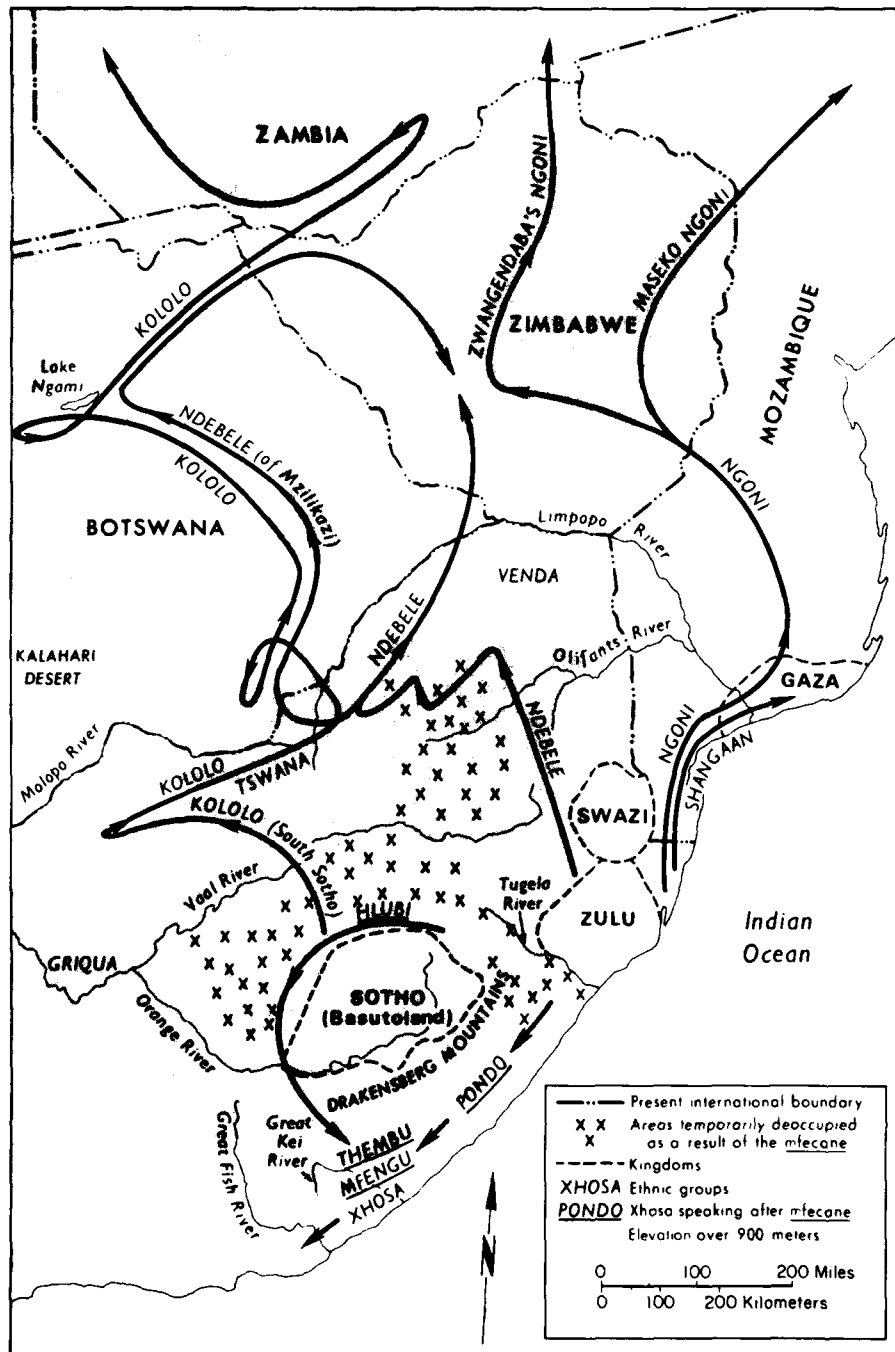 ZAMBIA
ZWANGENDABA'S NGONI
MASEKO NGONI
ZIMBABWE
MOZAMBIQUE
KOLOLO
Lake
Ngami
NDEBELE (of Mzilikazi)
KOLOLO
NGONI
BOTSWANA
Limpopo
River
VENDA
NDEBELE
Olifants River
KALAHARI
DESERT
GAZA
NDEBELE
NGONI
SHANGAAN
Molopo River
KOLOLO
TSWANA
KOLOLO (South Sotho)
SWAZI
Vaal River
Tugela
River
HLUBI
ZULU
Indian
Ocean
GRIQUA
SOTHO
(Basutoland)
Orange River
DRAKENSBERG MOUNTAINS
PONDO
Great
Kei
River
Great Fish River
THEMBU
MFENGU
XHOSA
N
Present international boundary
X X Areas temporarily deoccupied
X as a result of the mfecane
Kingdoms
XHOSA Ethnic groups
PONDO Xhosa speaking after mfecane
Elevation over 900 meters
0 100 200 Miles
0 100 200 Kilometers